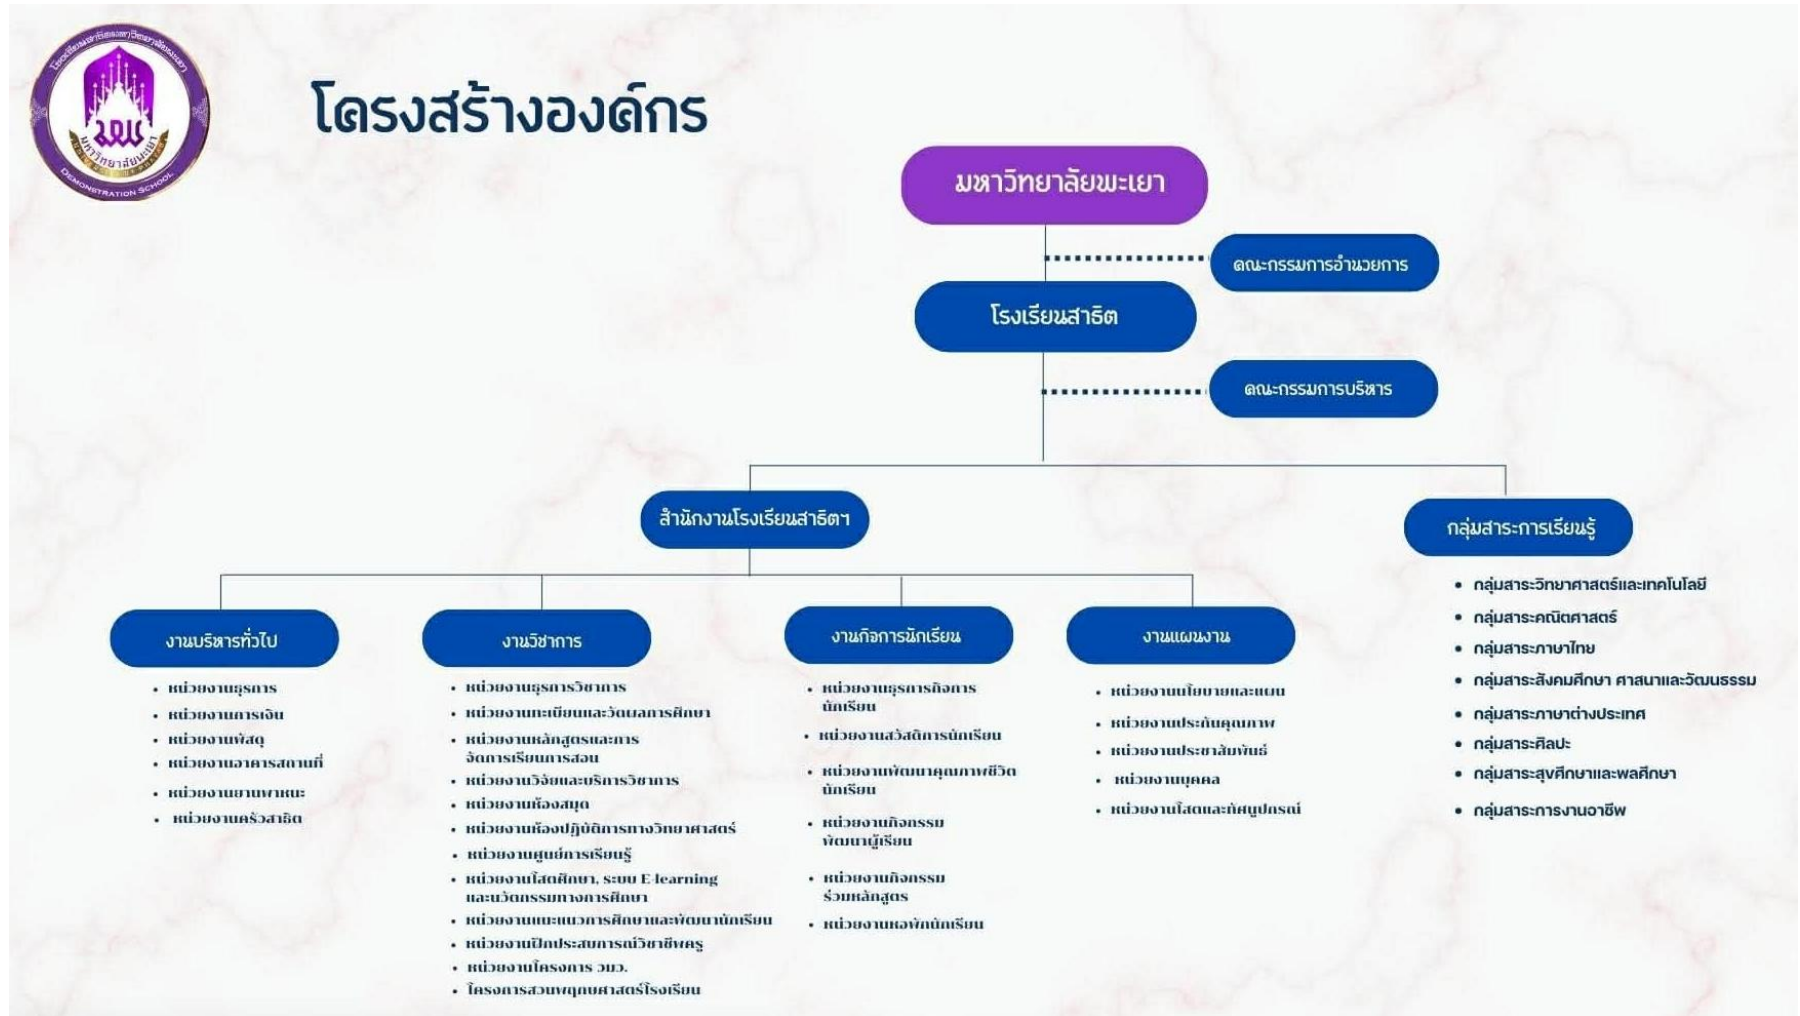 โรงเรียนสาธิตมหาวิทยาลัยพะเยา
มหาวิทยาลัยพะเยา
DEMONSTRATION SCHOOL
โครงสร้างองค์กร
มหาวิทยาลัยพะเยา
คณะกรรมการอำนวยการ
โรงเรียนสาธิต
คณะกรรมการบริหาร
สำนักงานโรงเรียนสาธิตฯ
กลุ่มสาระการเรียนรู้
• กลุ่มสาระวิทยาศาสตร์และเทคโนโลยี
• กลุ่มสาระคณิตศาสตร์
• กลุ่มสาระภาษาไทย
• กลุ่มสาระสังคมศึกษา ศาสนาและวัฒนธรรม
• กลุ่มสาระภาษาต่างประเทศ
• กลุ่มสาระศิลปะ
• กลุ่มสาระสุขศึกษาและพลศึกษา
• กลุ่มสาระการงานอาชีพ
งานบริหารทั่วไป
• หน่วยงานธุรการ
• หน่วยงานการเงิน
• หน่วยงานพัสดุ
• หน่วยงานอาคารสถานที่
• หน่วยงานยานพาหนะ
• หน่วยงานครัวสาธิต
งานวิชาการ
• หน่วยงานธุรการวิชาการ
• หน่วยงานทะเบียนและวัดผลการศึกษา
• หน่วยงานหลักสูตรและการ
จัดการเรียนการสอน
• หน่วยงานวิจัยและบริการวิชาการ
• หน่วยงานห้องสมุด
• หน่วยงานห้องปฏิบัติการทางวิทยาศาสตร์
• หน่วยงานศูนย์การเรียนรู้
• หน่วยงานโสตศึกษา, ระบบ E-learning
และนวัตกรรมทางการศึกษา
• หน่วยงานแนะแนวการศึกษาและพัฒนานักเรียน
• หน่วยงานฝึกประสบการณ์วิชาชีพครู
• หน่วยงานโครงการ วมว.
• โครงการสวนพฤกษศาสตร์โรงเรียน
งานกิจการนักเรียน
• หน่วยงานธุรการกิจการ
นักเรียน
• หน่วยงานสวัสดิการนักเรียน
• หน่วยงานพัฒนาคุณภาพชีวิต
นักเรียน
• หน่วยงานกิจกรรม
พัฒนาผู้เรียน
• หน่วยงานกิจกรรม
ร่วมหลักสูตร
• หน่วยงานหอพักนักเรียน
งานแผนงาน
• หน่วยงานนโยบายและแผน
• หน่วยงานประกันคุณภาพ
• หน่วยงานประชาสัมพันธ์
• หน่วยงานบุคคล
• หน่วยงานโสตและทัศนูปกรณ์